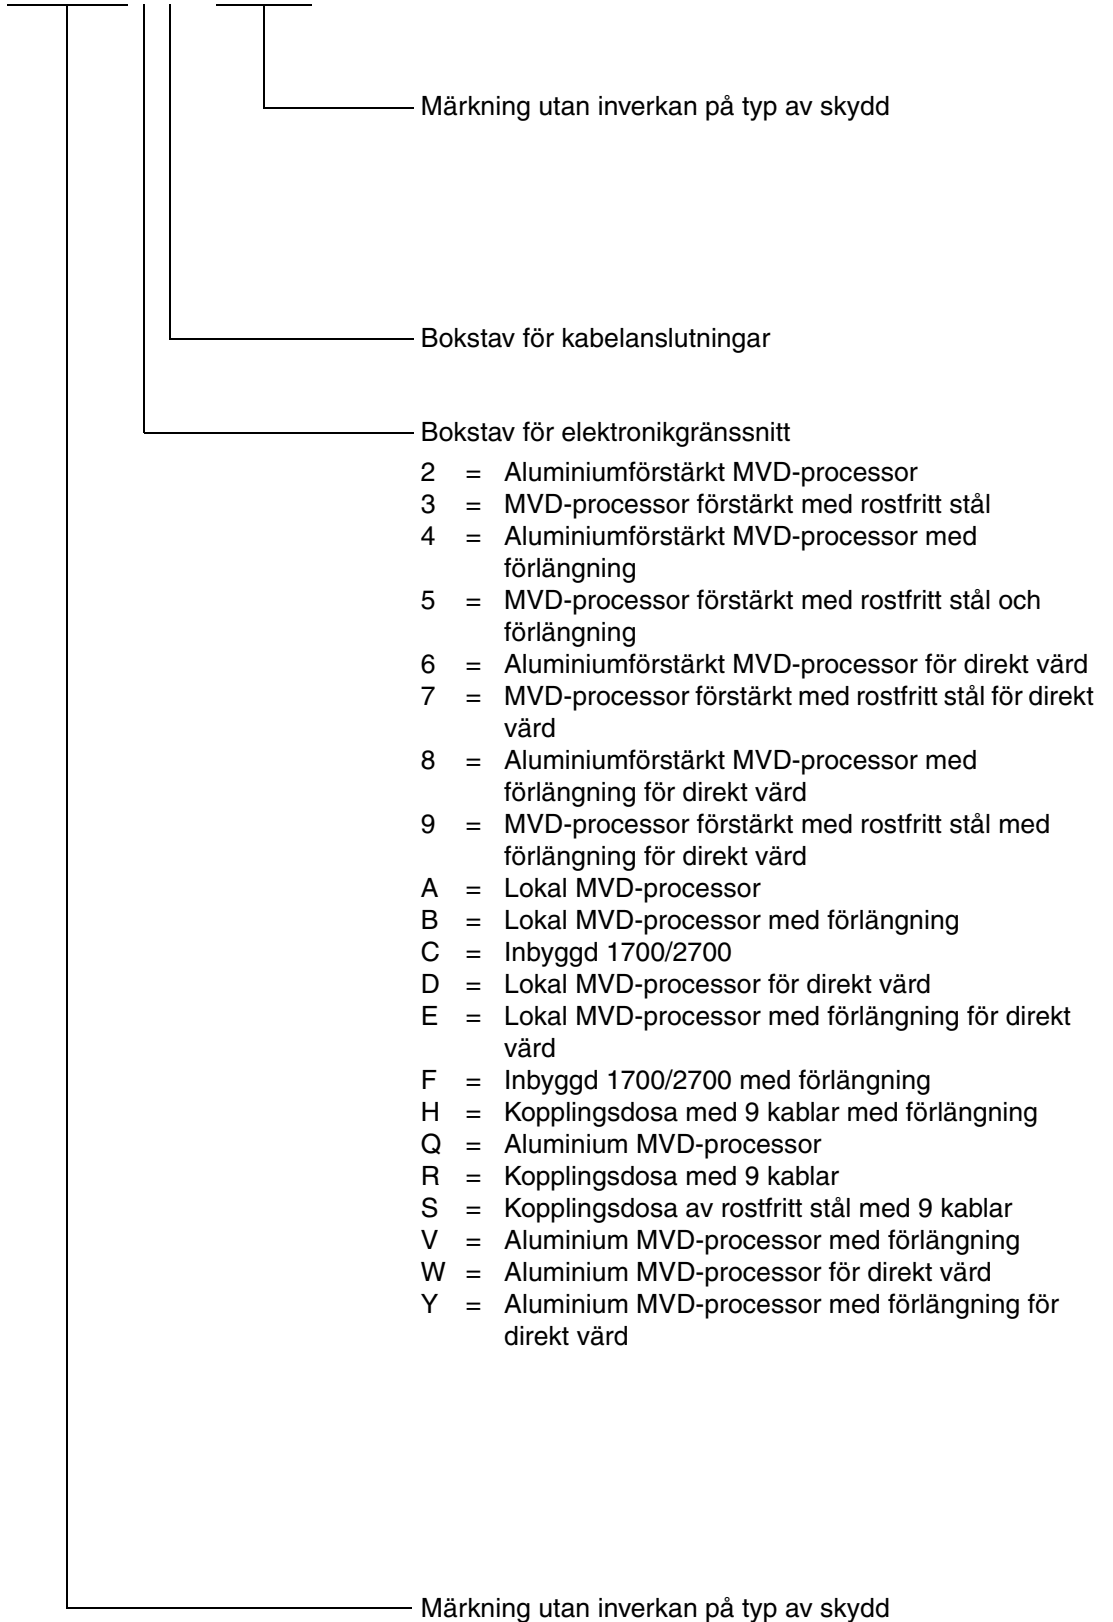 Märkning utan inverkan på typ av skydd
Bokstav för kabelanslutningar
Bokstav för elektronikgränssnitt
2 = Aluminiumförstärkt MVD-processor
3 = MVD-processor förstärkt med rostfritt stål
4 = Aluminiumförstärkt MVD-processor med
förlängning
5 = MVD-processor förstärkt med rostfritt stål och
förlängning
6 = Aluminiumförstärkt MVD-processor för direkt värd
7 = MVD-processor förstärkt med rostfritt stål för direkt
värd
8 = Aluminiumförstärkt MVD-processor med
förlängning för direkt värd
9 = MVD-processor förstärkt med rostfritt stål med
förlängning för direkt värd
A = Lokal MVD-processor
B = Lokal MVD-processor med förlängning
C = Inbyggd 1700/2700
D = Lokal MVD-processor för direkt värd
E = Lokal MVD-processor med förlängning för direkt
värd
F = Inbyggd 1700/2700 med förlängning
H = Kopplingsdosa med 9 kablar med förlängning
Q = Aluminium MVD-processor
R = Kopplingsdosa med 9 kablar
S = Kopplingsdosa av rostfritt stål med 9 kablar
V = Aluminium MVD-processor med förlängning
W = Aluminium MVD-processor för direkt värd
Y = Aluminium MVD-processor med förlängning för
direkt värd
Märkning utan inverkan på typ av skydd